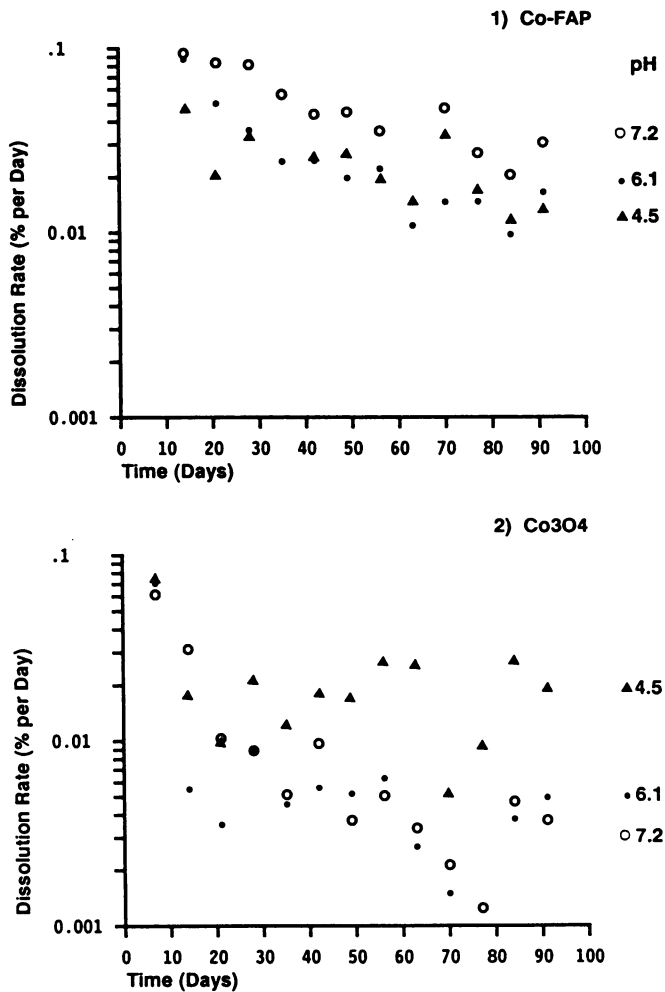 1) Co-FAP
.1
pH
7.2
6.1
4.5
0.01
0.001
Dissolution Rate (% per Day)
0 10 20 30 40 50 60 70 80 90 100
Time (Days)
2) Co3O4
.1
4.5
0.01
6.1
7.2
0.001
Dissolution Rate (% per Day)
0 10 20 30 40 50 60 70 80 90 100
Time (Days)